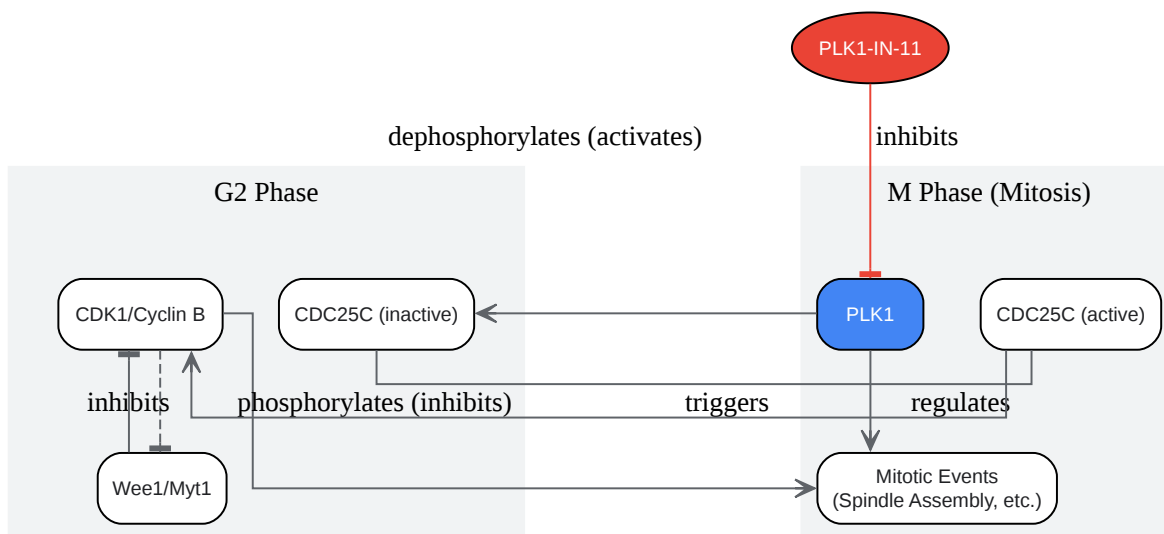 PLK1-IN-11
dephosphorylates (activates)
inhibits
G2 Phase
M Phase (Mitosis)
CDK1/Cyclin B
CDC25C (inactive)
PLK1
CDC25C (active)
inhibits
phosphorylates (inhibits)
triggers
regulates
Wee1/Myt1
Mitotic Events
(Spindle Assembly, etc.)